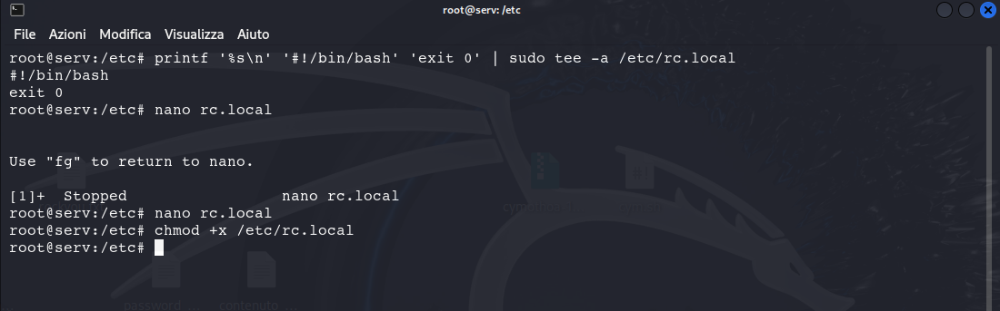 root@serv: /etc
File Azioni Modifica Visualizza Aiuto
root@serv:/etc# printf '%s\n' '#!/bin/bash' 'exit 0' | sudo tee -a /etc/rc.local
#!/bin/bash
exit 0
root@serv:/etc# nano rc.local
Use "fg" to return to nano.
[1]+  Stopped                 nano rc.local
root@serv:/etc# nano rc.local
root@serv:/etc# chmod +x /etc/rc.local
root@serv:/etc#
password ...
contenuto ...